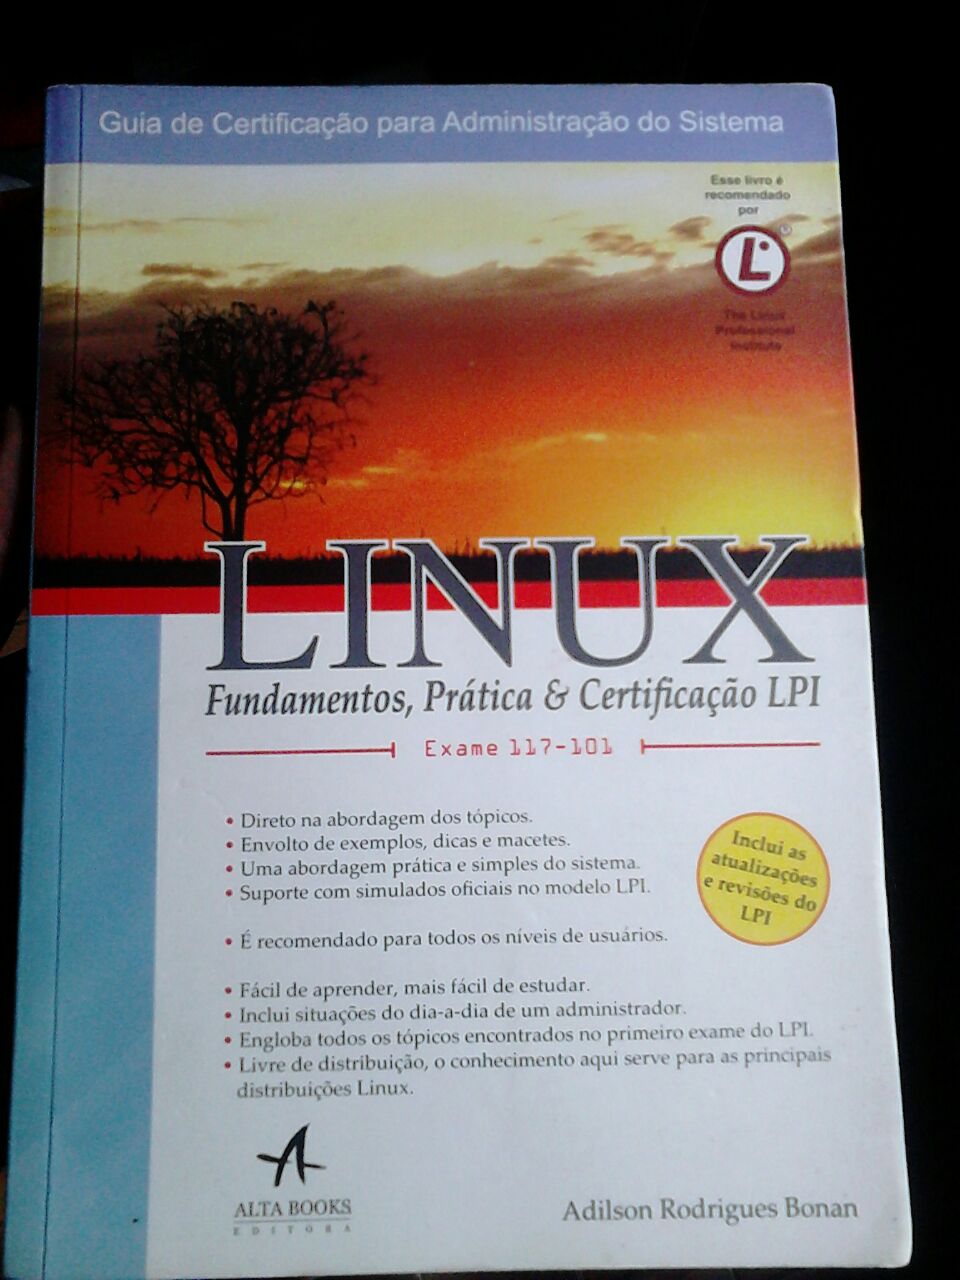 Guia de Certificação para Administração do Sistema
Esse livro é
recomendado
por
L
The Linux
Professional
Institute
LINUX
Fundamentos, Prática & Certificação LPI
Exame 117-101
• Direto na abordagem dos tópicos.
• Envolto de exemplos, dicas e macetes.
• Uma abordagem prática e simples do sistema.
• Suporte com simulados oficiais no modelo LPI.
Inclui as
atualizações
e revisões do
LPI
• É recomendado para todos os níveis de usuários.
• Fácil de aprender, mais fácil de estudar.
• Inclui situações do dia-a-dia de um administrador.
• Engloba todos os tópicos encontrados no primeiro exame do LPI.
• Livre de distribuição, o conhecimento aqui serve para as principais
distribuições Linux.
ALTA BOOKS
EDITORA
Adilson Rodrigues Bonan